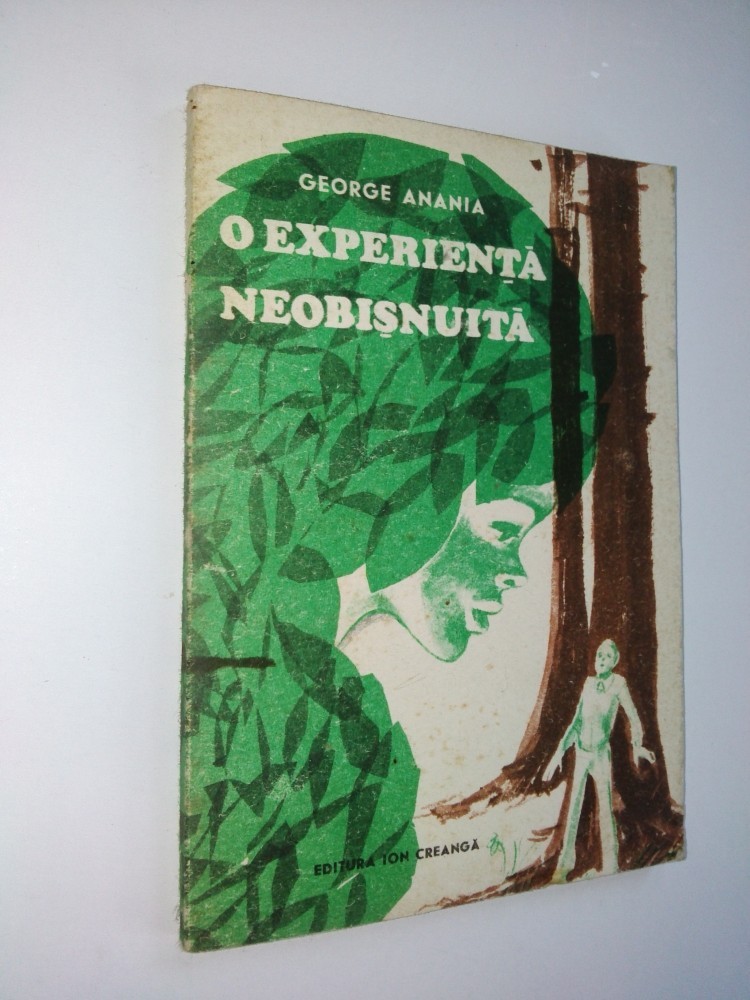 GEORGE ANANIA
O EXPERIENȚĂ
NEOBIȘNUITĂ
EDITURA ION CREANGĂ